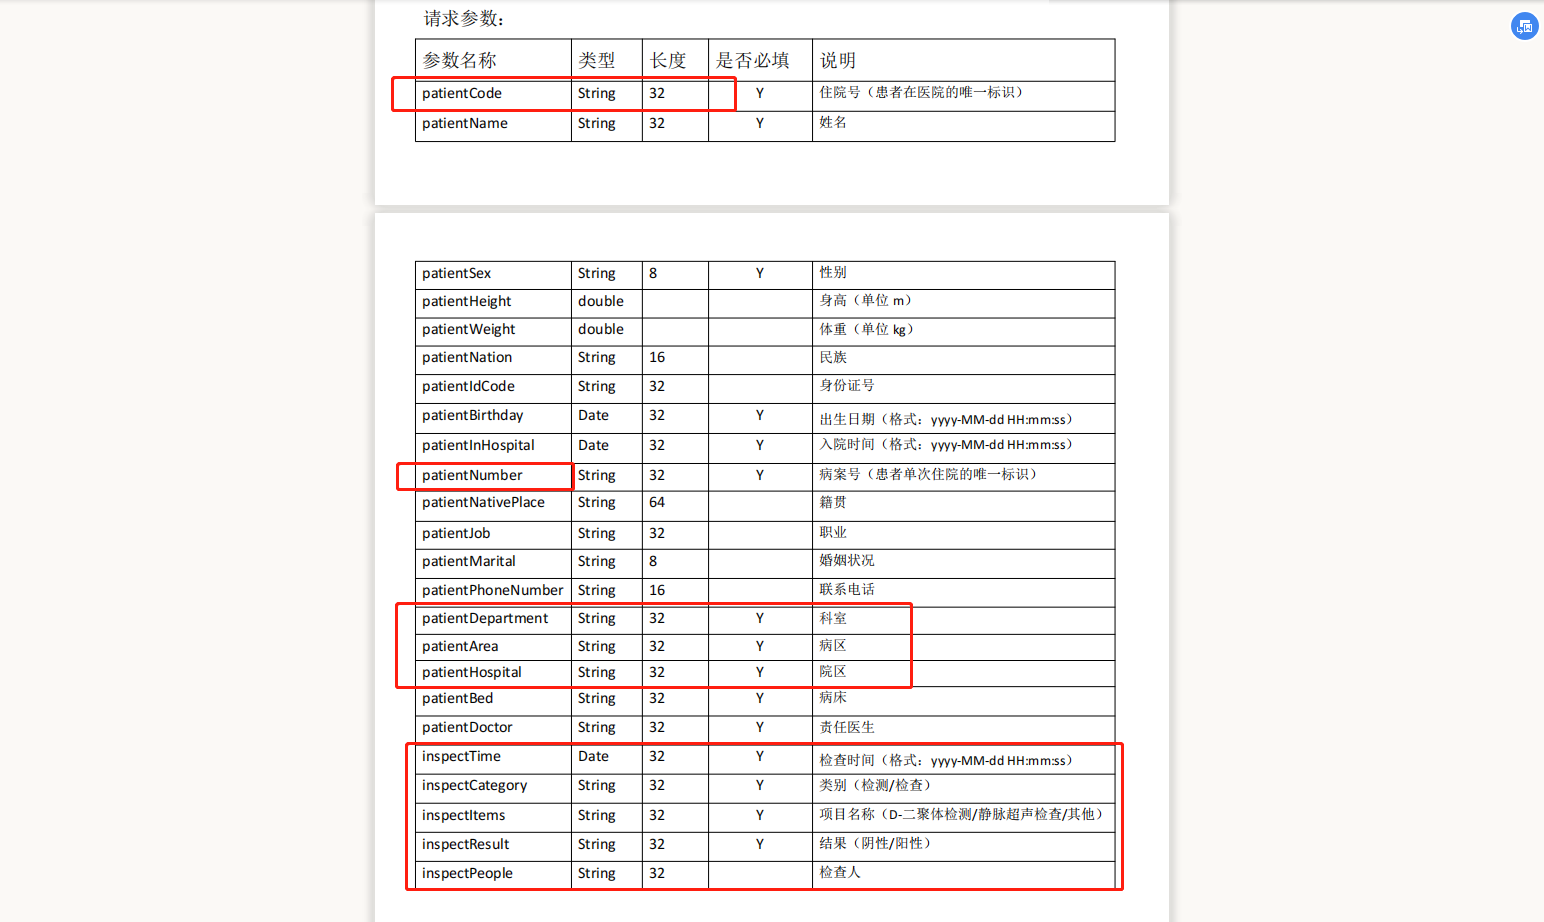 请求参数：
参数名称 类型 长度 是否必填 说明
patientCode String 32 Y 住院号（患者在医院的唯一标识）
patientName String 32 Y 姓名
patientSex String 8 Y 性别
patientHeight double 身高（单位 m）
patientWeight double 体重（单位 kg）
patientNation String 16 民族
patientIdCode String 32 身份证号
patientBirthday Date 32 Y 出生日期（格式：yyyy-MM-dd HH:mm:ss）
patientInHospital Date 32 Y 入院时间（格式：yyyy-MM-dd HH:mm:ss）
patientNumber String 32 Y 病案号（患者单次住院的唯一标识）
patientNativePlace String 64 籍贯
patientJob String 32 职业
patientMarital String 8 婚姻状况
patientPhoneNumber String 16 联系电话
patientDepartment String 32 Y 科室
patientArea String 32 Y 病区
patientHospital String 32 Y 院区
patientBed String 32 Y 病床
patientDoctor String 32 Y 责任医生
inspectTime Date 32 Y 检查时间（格式：yyyy-MM-dd HH:mm:ss）
inspectCategory String 32 Y 类别（检测/检查）
inspectItems String 32 Y 项目名称（D-二聚体检测/静脉超声检查/其他）
inspectResult String 32 Y 结果（阴性/阳性）
inspectPeople String 32 检查人